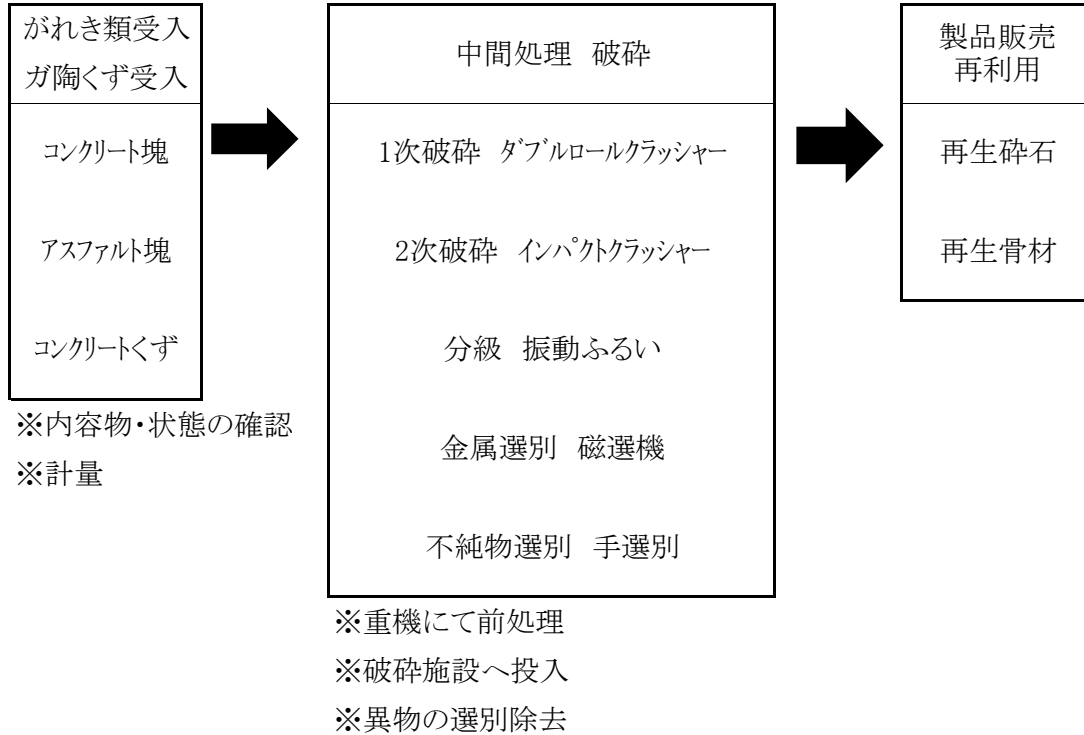 がれき類受入
ガ陶くず受入
コンクリート塊
アスファルト塊
コンクリートくず
※内容物・状態の確認
※計量
中間処理 破砕
1次破砕 ダブルロールクラッシャー
2次破砕 インパクトクラッシャー
分級 振動ふるい
金属選別 磁選機
不純物選別 手選別
※重機にて前処理
※破砕施設へ投入
※異物の選別除去
製品販売
再利用
再生砕石
再生骨材